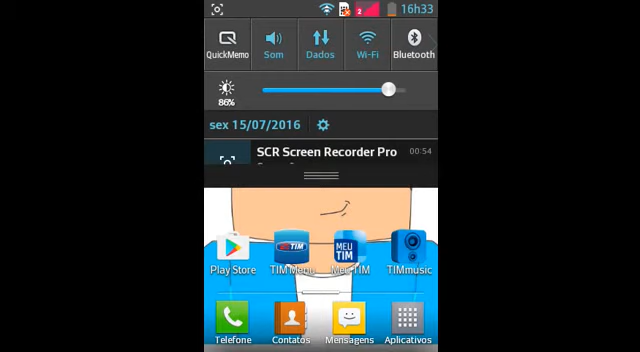 2 16h33
QuickMemo Som Dados Wi-Fi Bluetooth
86%
sex 15/07/2016
SCR Screen Recorder Pro 00:54
TIM MEU TIM
Play Store TIM Menu Meu TIM TIMmusic
Telefone Contatos Mensagens Aplicativos